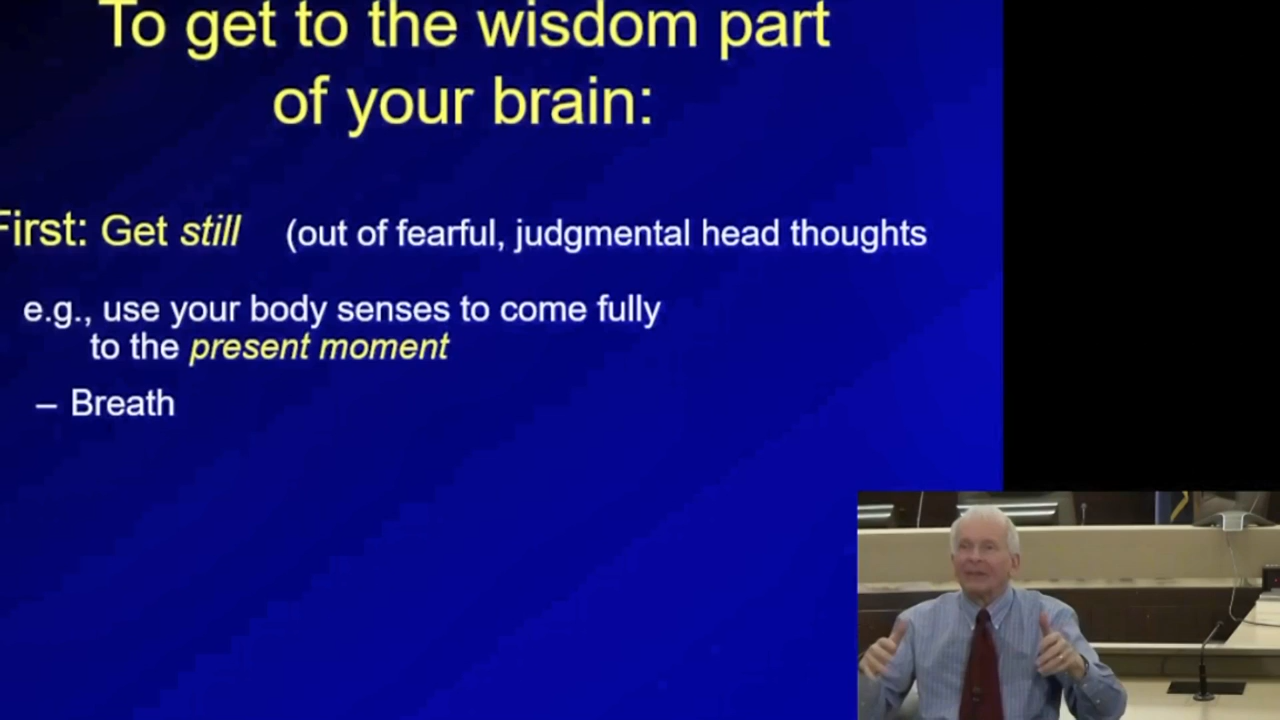 To get to the wisdom part
of your brain:
First: Get still (out of fearful, judgmental head thoughts
e.g., use your body senses to come fully
to the present moment
– Breath